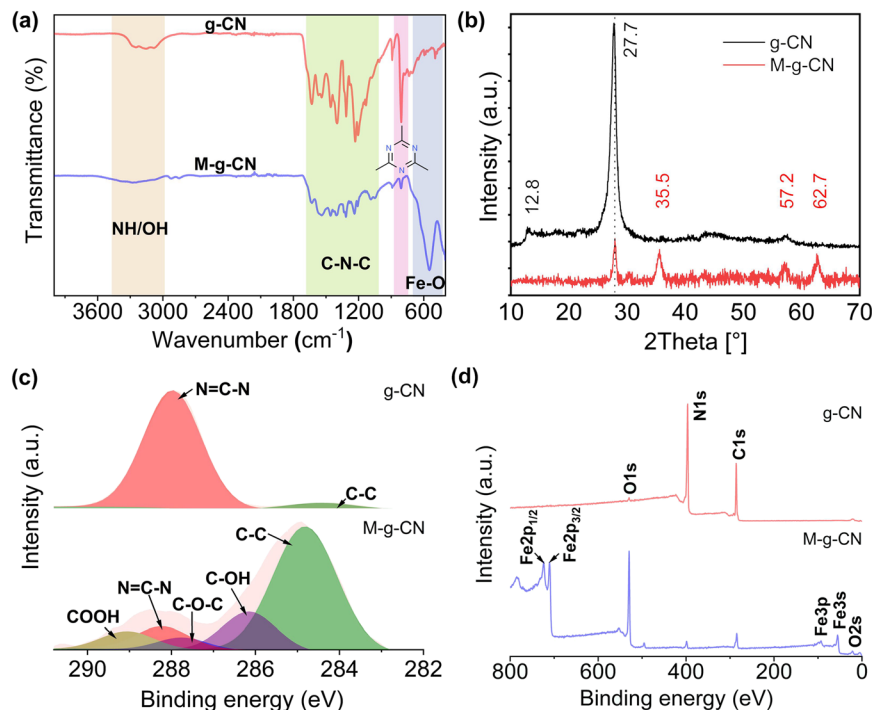 (a)
g-CN
M-g-CN
NH/OH
C-N-C
Fe-O
N
N
N
Transmittance (%)
3600 3000 2400 1800 1200 600
Wavenumber (cm⁻¹)
(b)
27.7
g-CN
M-g-CN
12.8
35.5
57.2
62.7
Intensity (a.u.)
10 20 30 40 50 60 70
2Theta [°]
(c)
N=C-N
g-CN
C-C
M-g-CN
C-C
C-OH
N=C-N
C-O-C
COOH
Intensity (a.u.)
290 288 286 284 282
Binding energy (eV)
(d)
N1s
g-CN
C1s
O1s
Fe2p₁/₂
Fe2p₃/₂
M-g-CN
Fe3p
Fe3s
O2s
Intensity (a.u.)
800 600 400 200 0
Binding energy (eV)